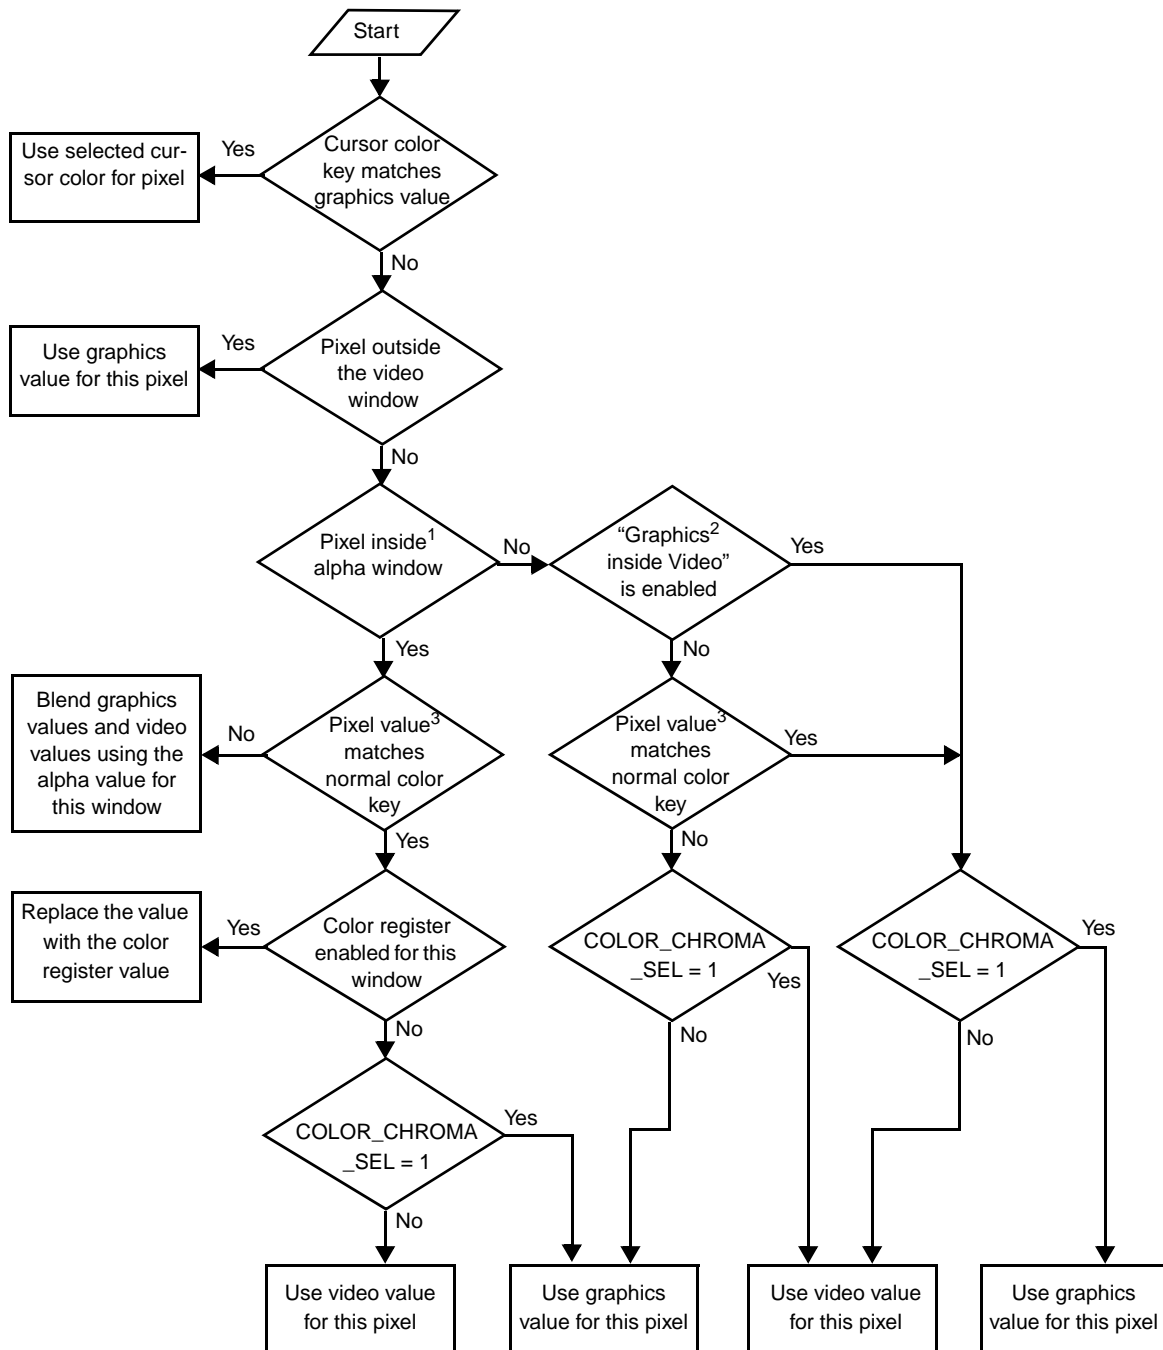 Start
Cursor color
key matches
graphics value
Yes
Use selected cur-
sor color for pixel
No
Pixel outside
the video
window
Yes
Use graphics
value for this pixel
No
Pixel inside1
alpha window
No
“Graphics2
inside Video”
is enabled
Yes
Yes
No
Blend graphics
values and video
values using the
alpha value for
this window
No
Pixel value3
matches
normal color
key
Pixel value3
matches
normal color
key
Yes
Yes
No
Replace the value
with the color
register value
Yes
Color register
enabled for this
window
COLOR_CHROMA
_SEL = 1
Yes
COLOR_CHROMA
_SEL = 1
Yes
No
No
No
COLOR_CHROMA
_SEL = 1
Yes
No
Use video value
for this pixel
Use graphics
value for this pixel
Use video value
for this pixel
Use graphics
value for this pixel